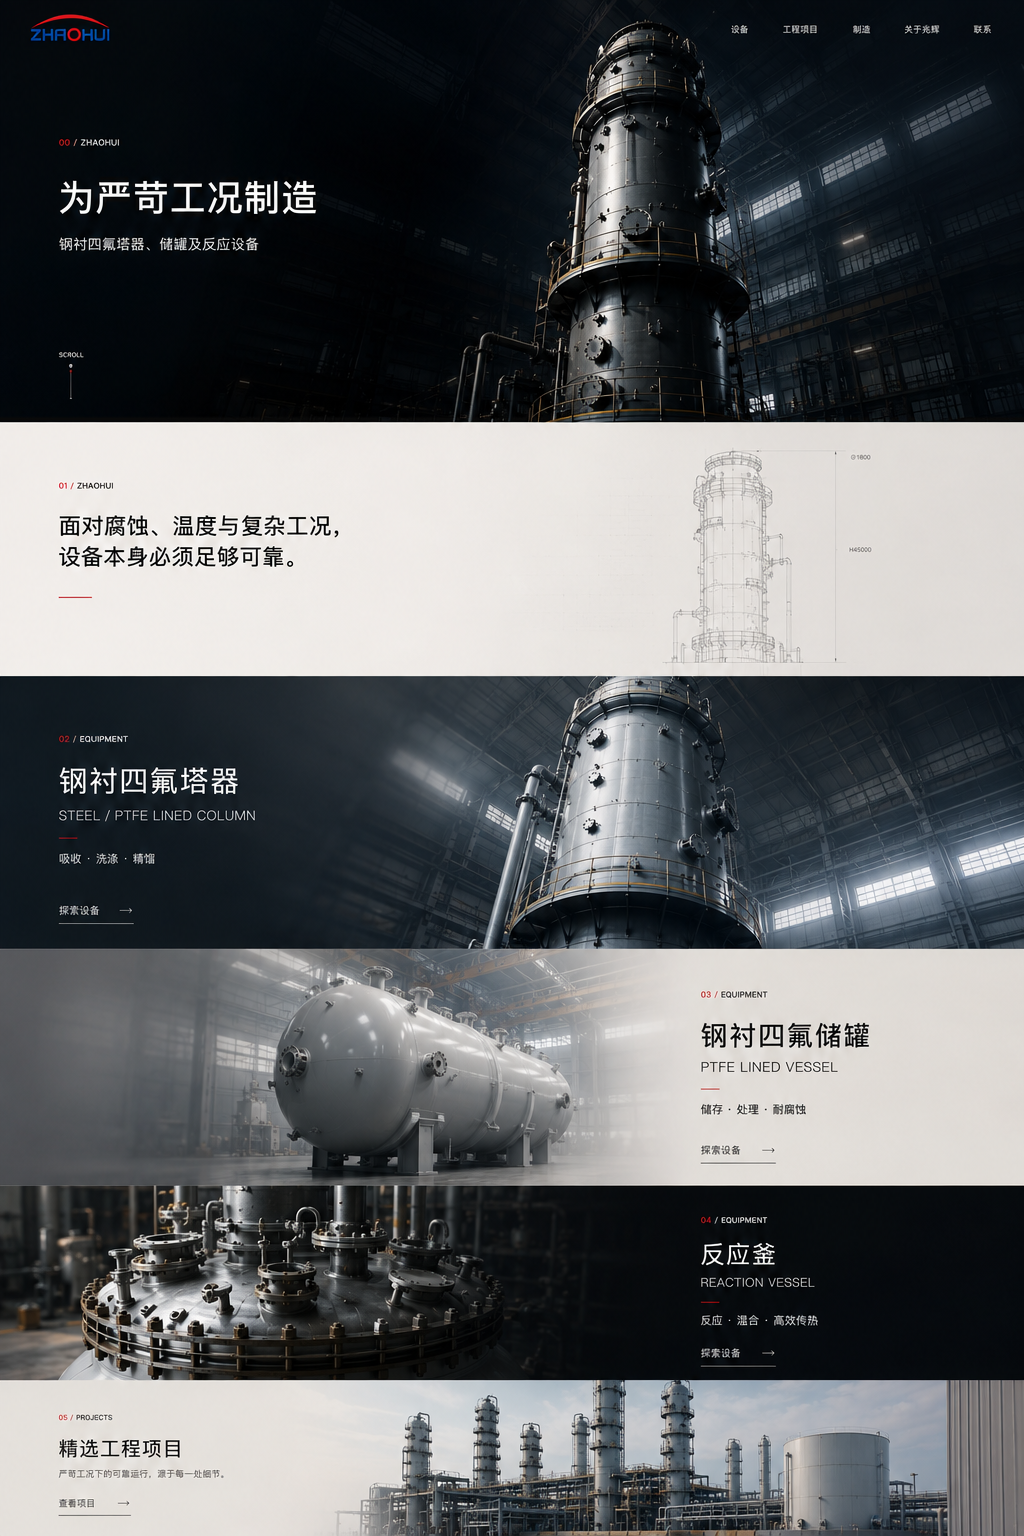 ZHAOHUI
设备 工程项目 制造 关于兆辉 联系
00 / ZHAOHUI
为严苛工况制造
钢衬四氟塔器、储罐及反应设备
SCROLL
01 / ZHAOHUI
面对腐蚀、温度与复杂工况，
设备本身必须足够可靠。
∅1800
H45000
02 / EQUIPMENT
钢衬四氟塔器
STEEL / PTFE LINED COLUMN
吸收 · 洗涤 · 精馏
探索设备 →
03 / EQUIPMENT
钢衬四氟储罐
PTFE LINED VESSEL
储存 · 处理 · 耐腐蚀
探索设备 →
04 / EQUIPMENT
反应釜
REACTION VESSEL
反应 · 混合 · 高效传热
探索设备 →
05 / PROJECTS
精选工程项目
严苛工况下的可靠运行，源于每一处细节。
查看项目 →